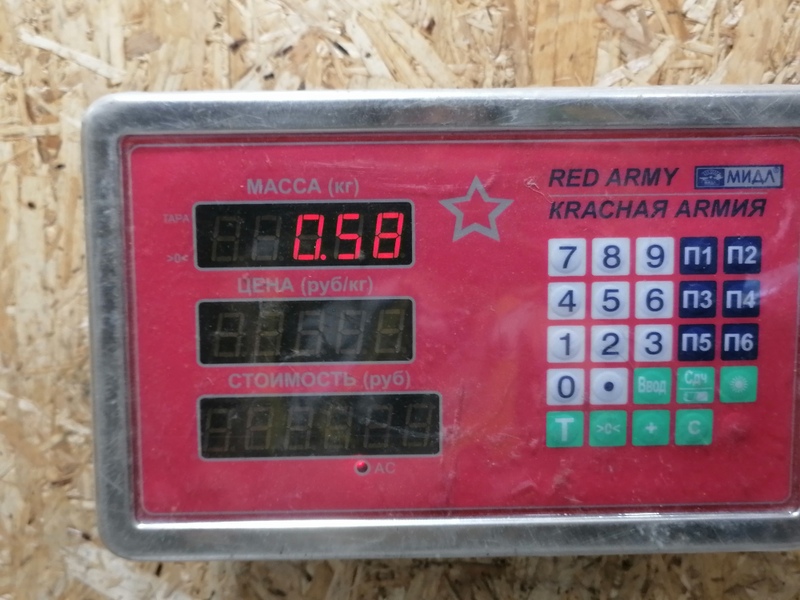 МАССА (кг)
ТАРА
>0<
0.58
ЦЕНА (руб/кг)
СТОИМОСТЬ (руб)
AC
RED ARMY
МИДЛ
КРАСНАЯ АРМИЯ
7 8 9 П1 П2
4 5 6 П3 П4
1 2 3 П5 П6
0 • Ввод Сдч
T >0< + C